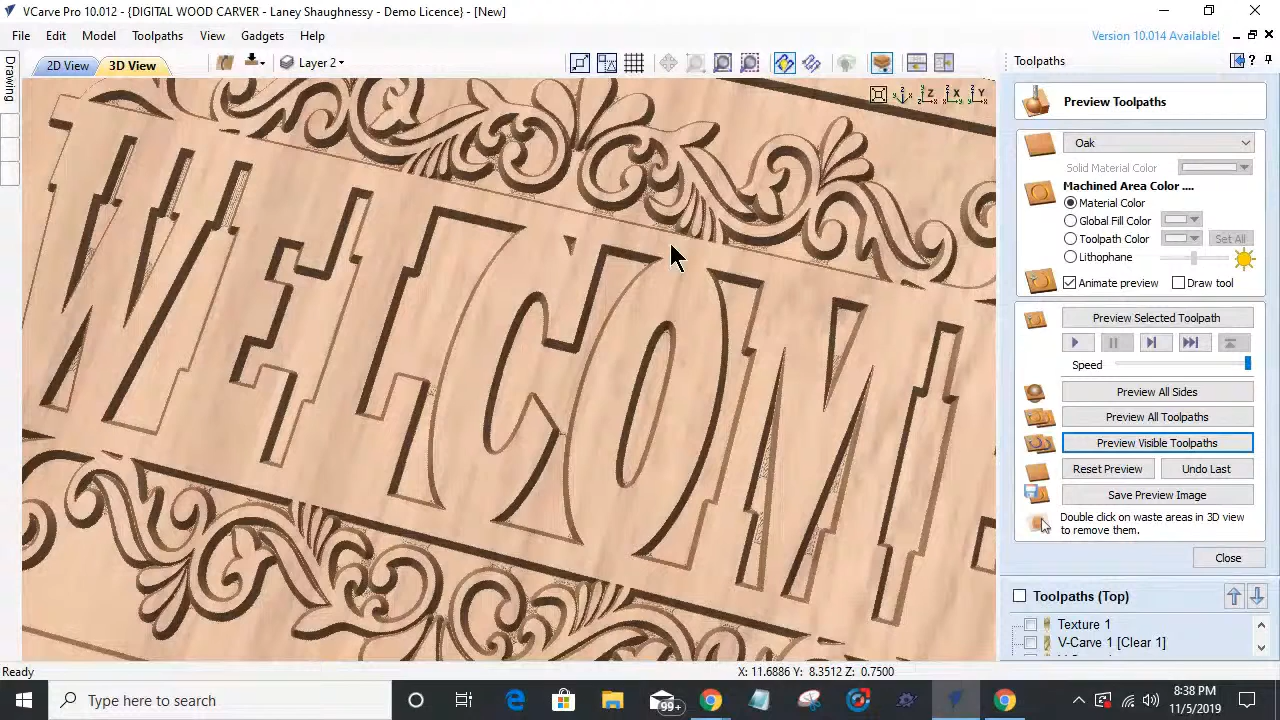 VCarve Pro 10.012 - {DIGITAL WOOD CARVER - Laney Shaughnessy - Demo Licence} - [New]
File Edit Model Toolpaths View Gadgets Help
Version 10.014 Available!
Drawing
2D View 3D View
Layer 2
Z X Y
WELCOM
Toolpaths
Preview Toolpaths
Oak
Solid Material Color
Machined Area Color ....
Material Color
Global Fill Color
Toolpath Color Set All
Lithophane
Animate preview Draw tool
Preview Selected Toolpath
Speed
Preview All Sides
Preview All Toolpaths
Preview Visible Toolpaths
Reset Preview Undo Last
Save Preview Image
Double click on waste areas in 3D view
to remove them.
Close
Toolpaths (Top)
Texture 1
V-Carve 1 [Clear 1]
Ready
X: 11.6886 Y: 8.3512 Z: 0.7500
Type here to search
99+
8:38 PM
11/5/2019